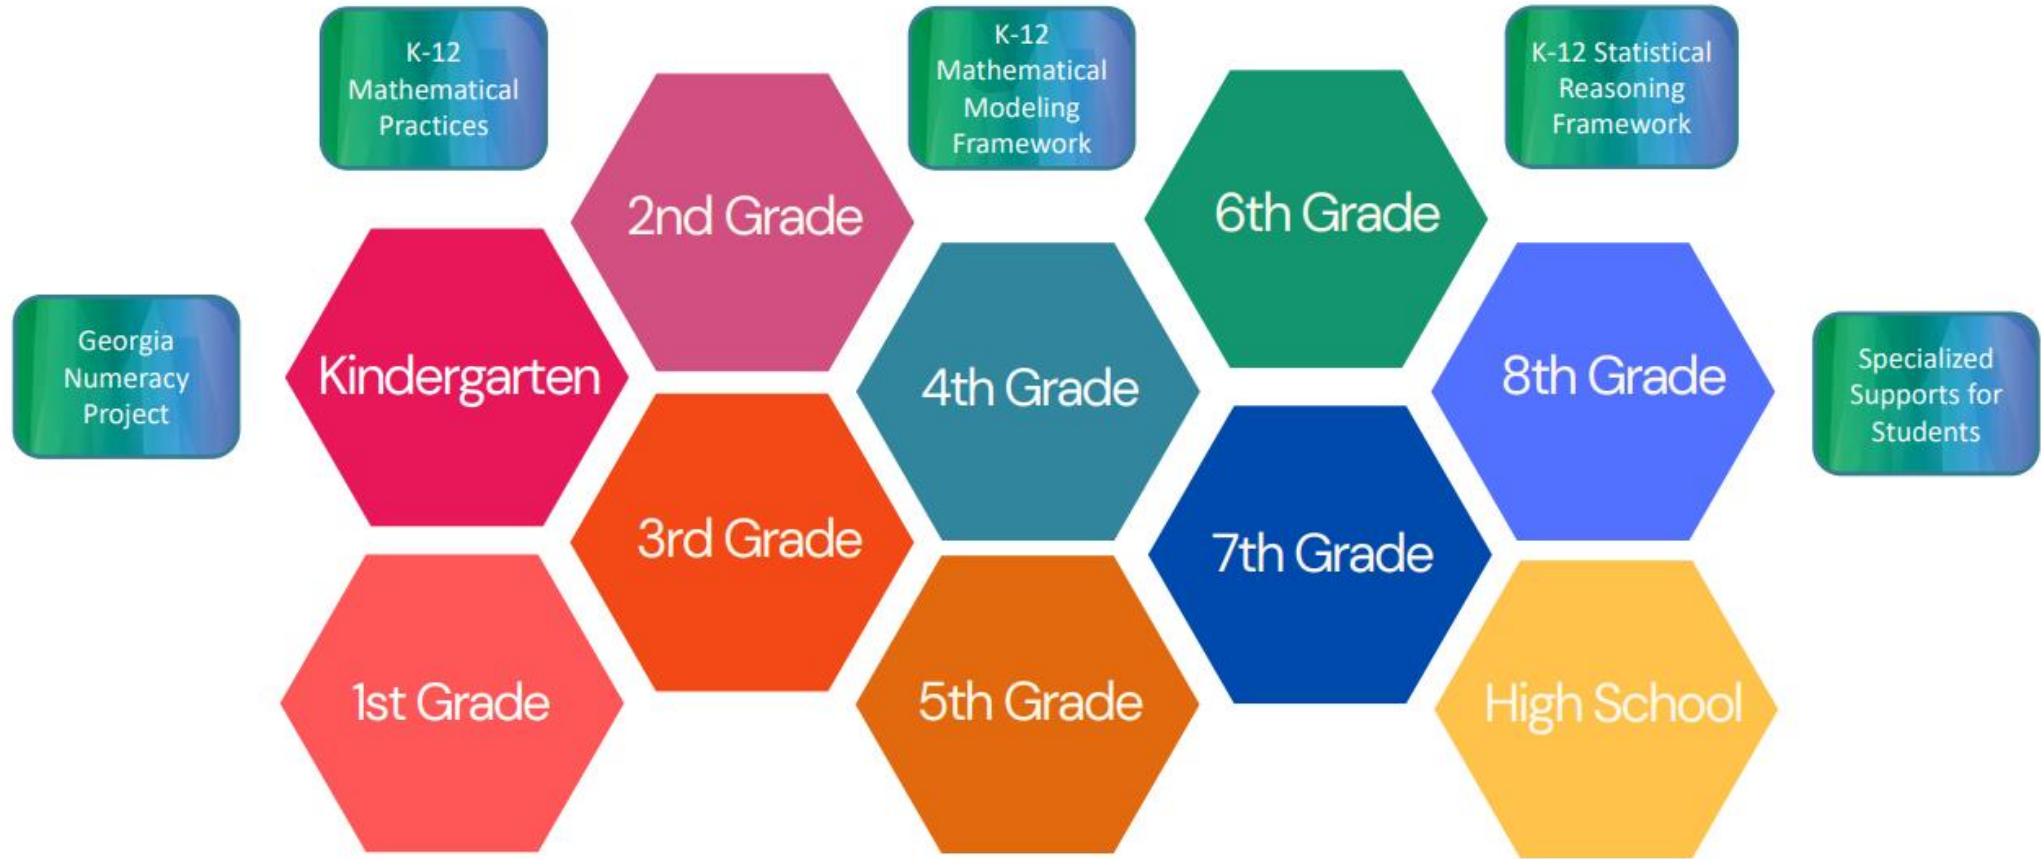 K-12
Mathematical
Practices
K-12
Mathematical
Modeling
Framework
K-12 Statistical
Reasoning
Framework
2nd Grade
6th Grade
Georgia
Numeracy
Project
Kindergarten
4th Grade
8th Grade
Specialized
Supports for
Students
3rd Grade
7th Grade
1st Grade
5th Grade
High School